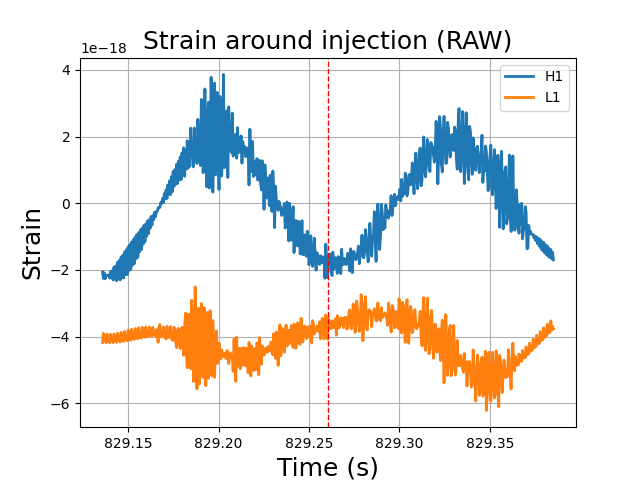 Strain around injection (RAW)
1e−18
H1
L1
4
2
0
−2
−4
−6
Strain
829.15 829.20 829.25 829.30 829.35
Time (s)